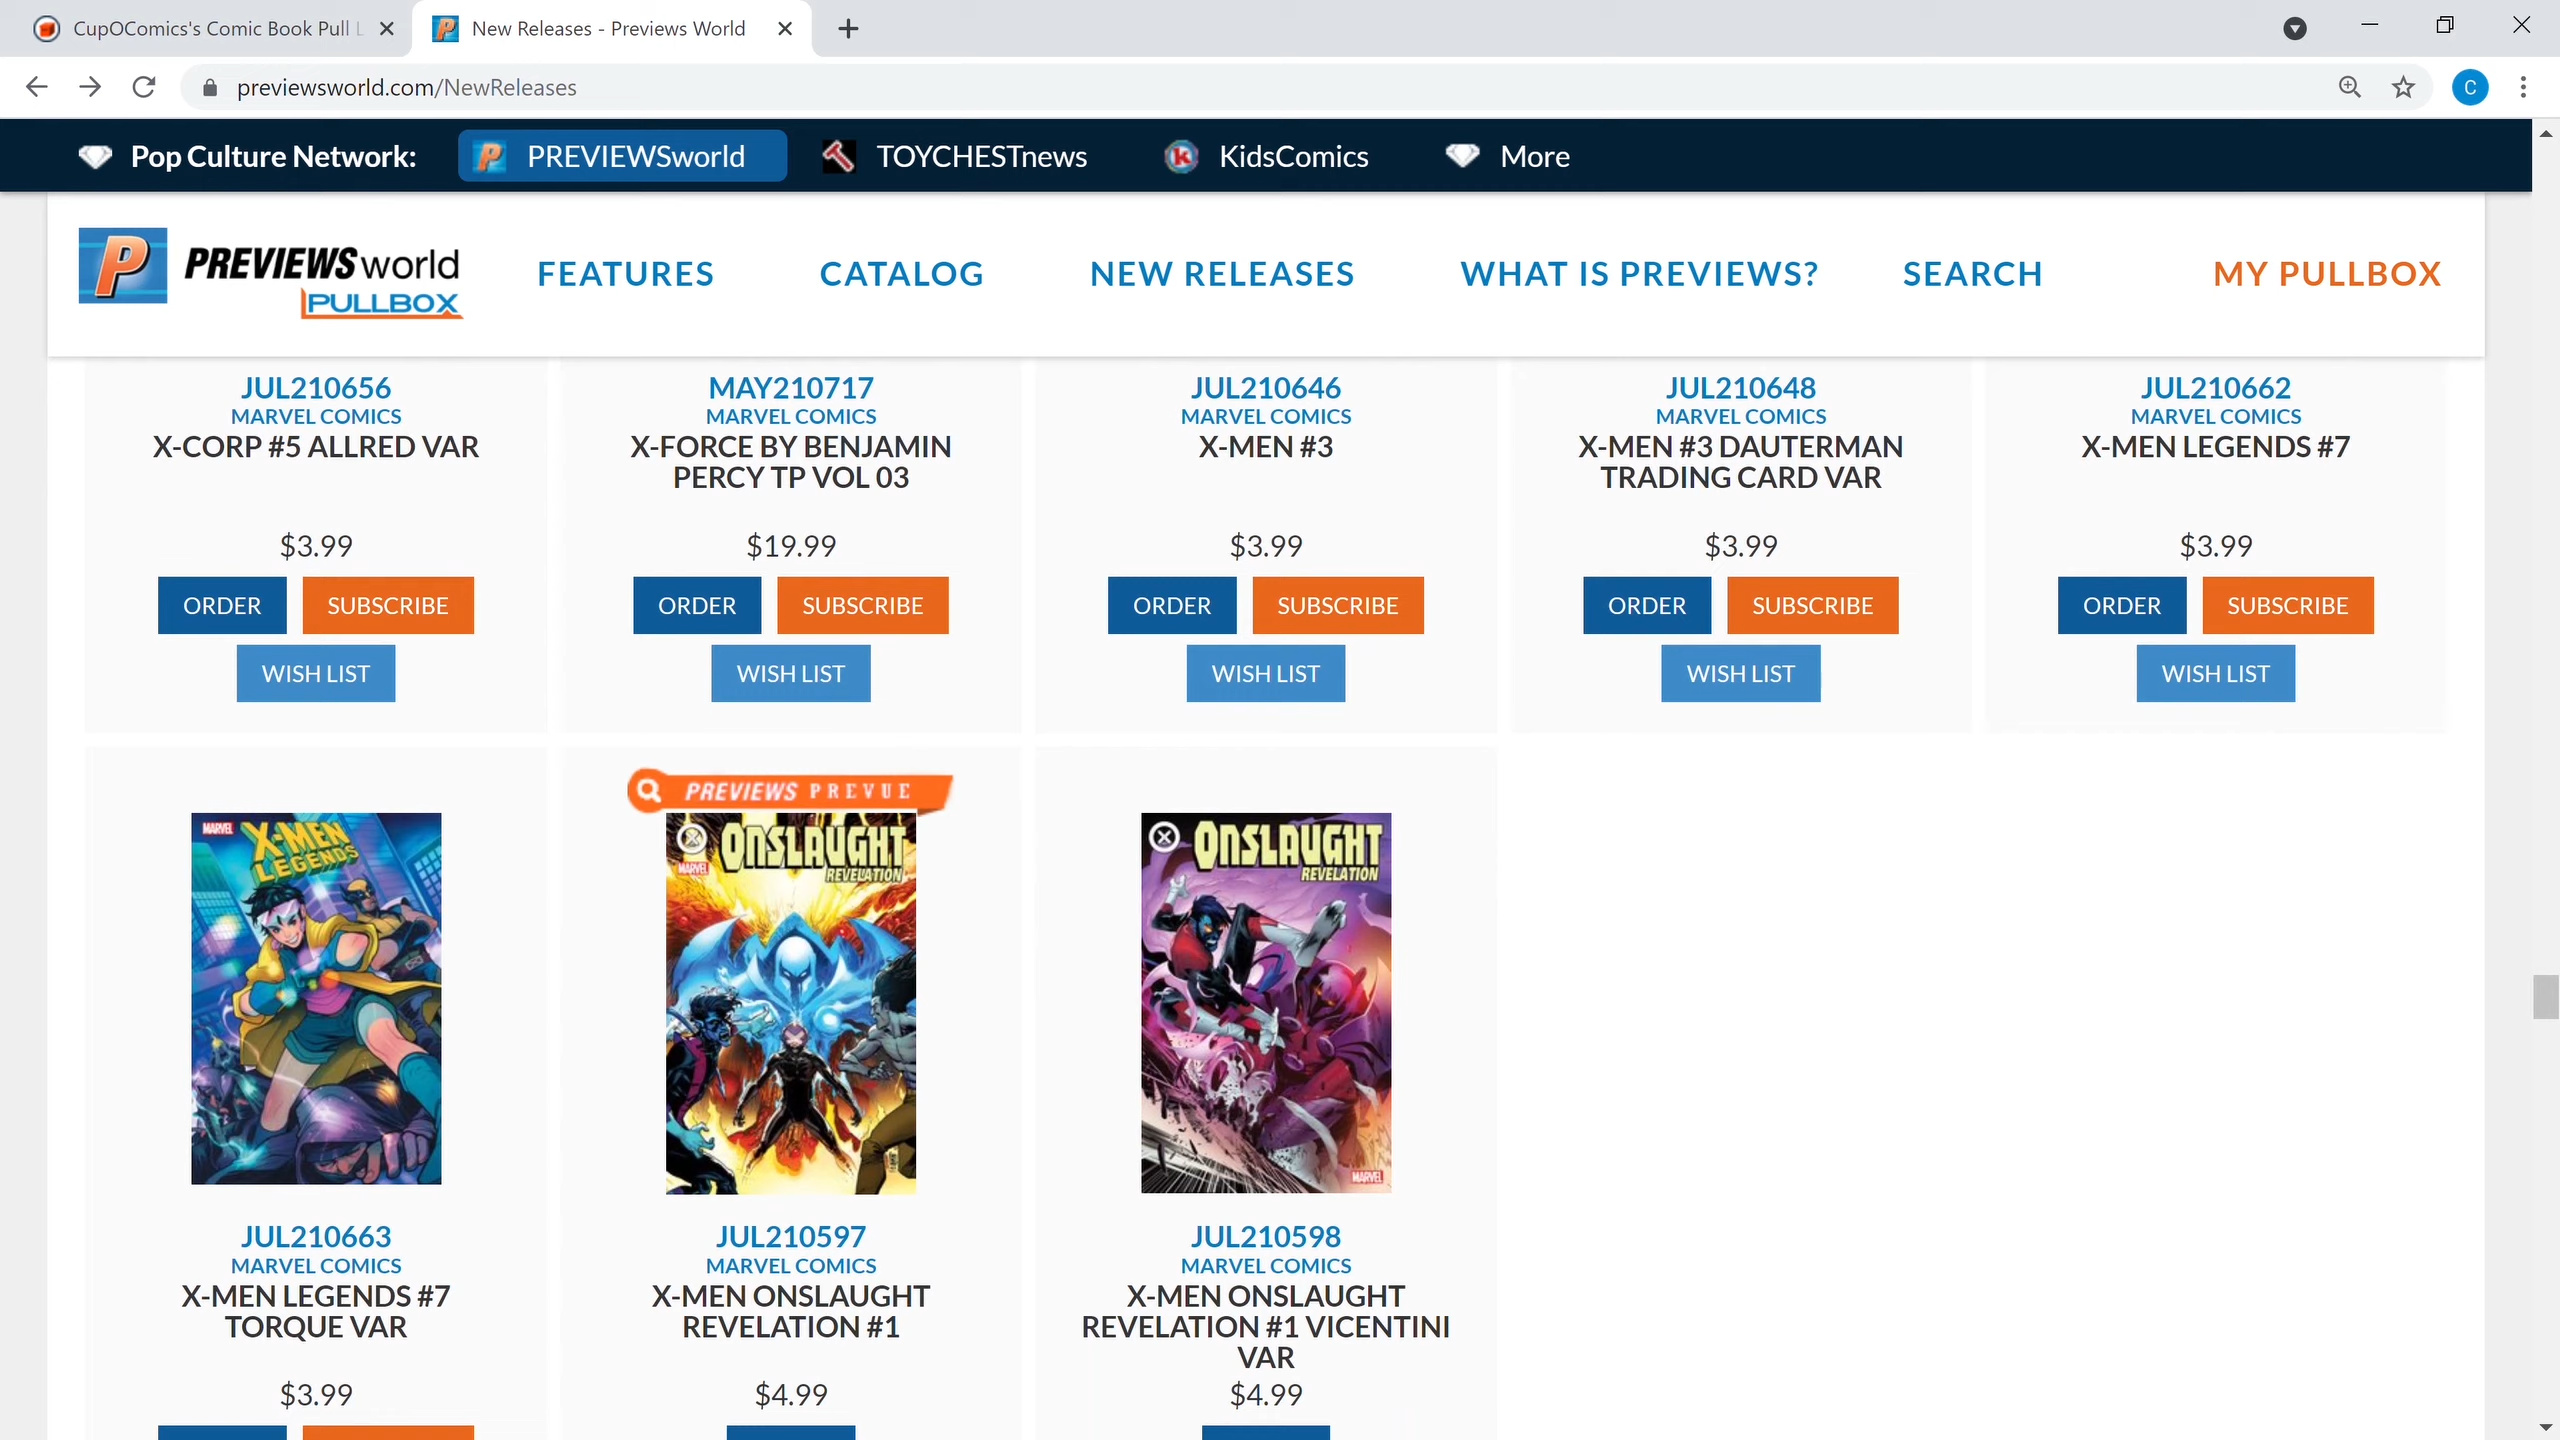 CupOComics's Comic Book Pull L
New Releases - Previews World
previewsworld.com/NewReleases
C
Pop Culture Network:
PREVIEWSworld
TOYCHESTnews
KidsComics
More
P PREVIEWSworld
PULLBOX
FEATURES
CATALOG
NEW RELEASES
WHAT IS PREVIEWS?
SEARCH
MY PULLBOX
JUL210656
MARVEL COMICS
X-CORP #5 ALLRED VAR
$3.99
ORDER SUBSCRIBE
WISH LIST
MAY210717
MARVEL COMICS
X-FORCE BY BENJAMIN
PERCY TP VOL 03
$19.99
ORDER SUBSCRIBE
WISH LIST
JUL210646
MARVEL COMICS
X-MEN #3
$3.99
ORDER SUBSCRIBE
WISH LIST
JUL210648
MARVEL COMICS
X-MEN #3 DAUTERMAN
TRADING CARD VAR
$3.99
ORDER SUBSCRIBE
WISH LIST
JUL210662
MARVEL COMICS
X-MEN LEGENDS #7
$3.99
ORDER SUBSCRIBE
WISH LIST
MARVEL
X-MEN
LEGENDS
JUL210663
MARVEL COMICS
X-MEN LEGENDS #7
TORQUE VAR
$3.99
PREVIEWS PREVUE
ONSLAUGHT
REVELATION
MARVEL
JUL210597
MARVEL COMICS
X-MEN ONSLAUGHT
REVELATION #1
$4.99
ONSLAUGHT
REVELATION
MARVEL
JUL210598
MARVEL COMICS
X-MEN ONSLAUGHT
REVELATION #1 VICENTINI
VAR
$4.99